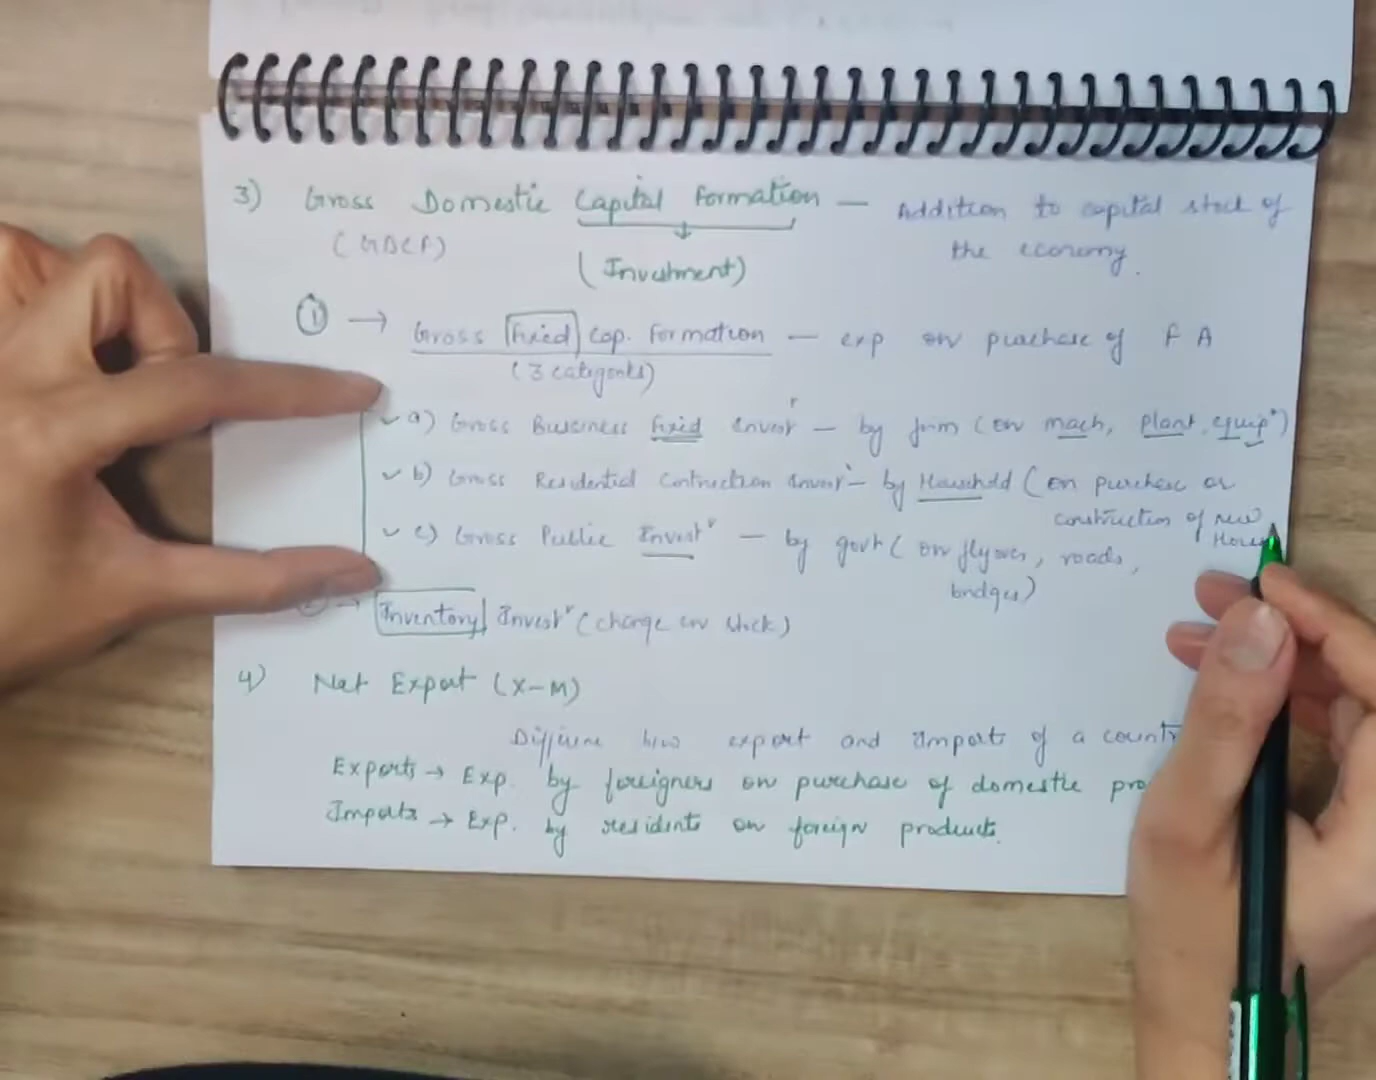 3) Gross Domestic Capital Formation — Addition to capital stock of
(GDCF) the economy.
(Investment)
① → Gross Fixed Cap. Formation — exp on purchase of FA
(3 categories)
a) Gross Business Fixed Invest^t — by firm (on mach, Plant, equip^t)
b) Gross Residential Contruction Invest^t — by Household (on purchase or
construction of new
c) Gross Public Invest^t — by govt (on flyover, roads,
bridges)
→ Inventory Invest^t (change in stock)
4) Net Export (X-M)
b/w export and imports of a
Exports → Exp. by foreigners on purchase of domestic
Imports → Exp. by residents on foreign products.